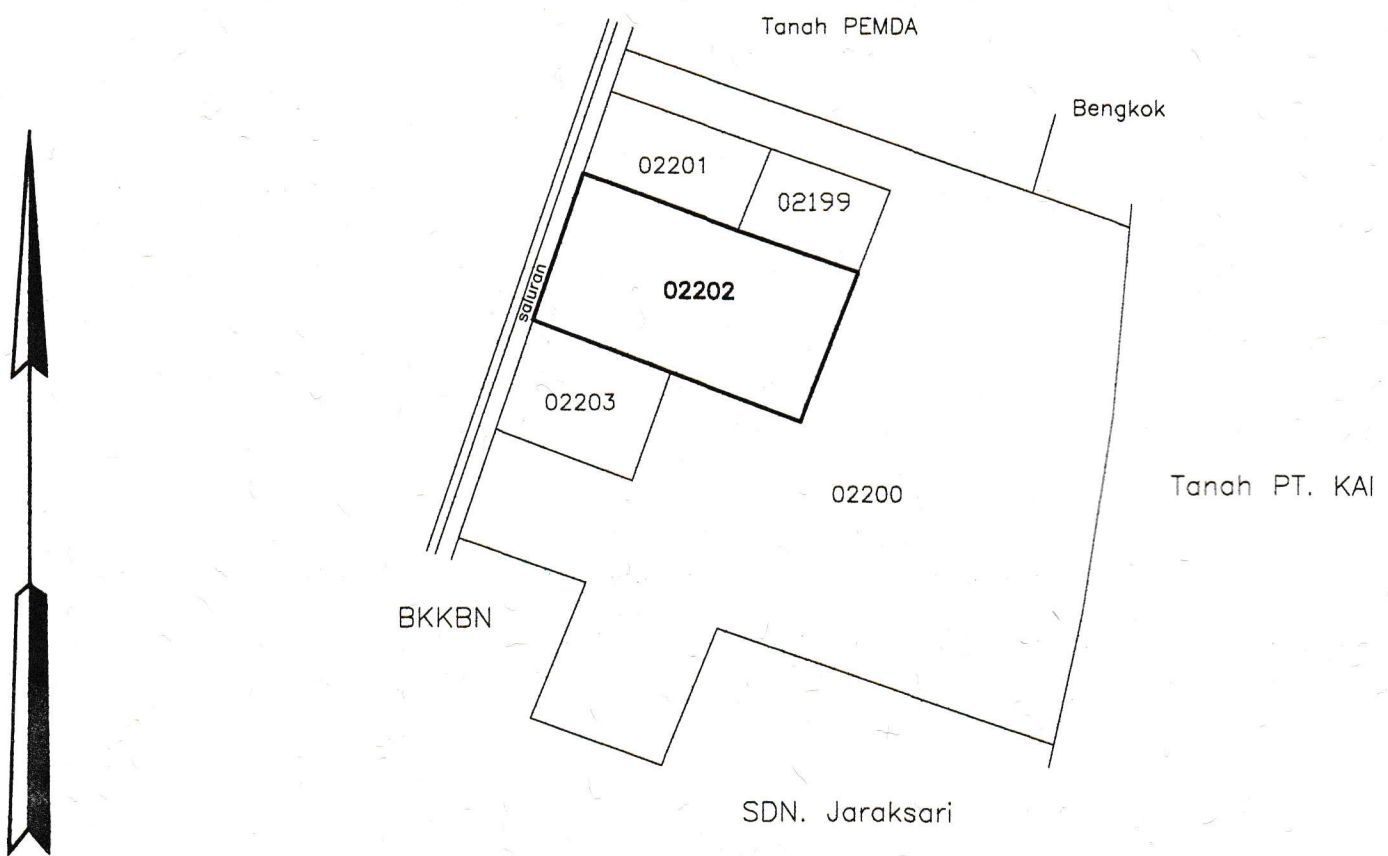 Tanah PEMDA
Bengkok
02201
02199
saluran
02202
02203
02200
Tanah PT. KAI
BKKBN
SDN. Jaraksari